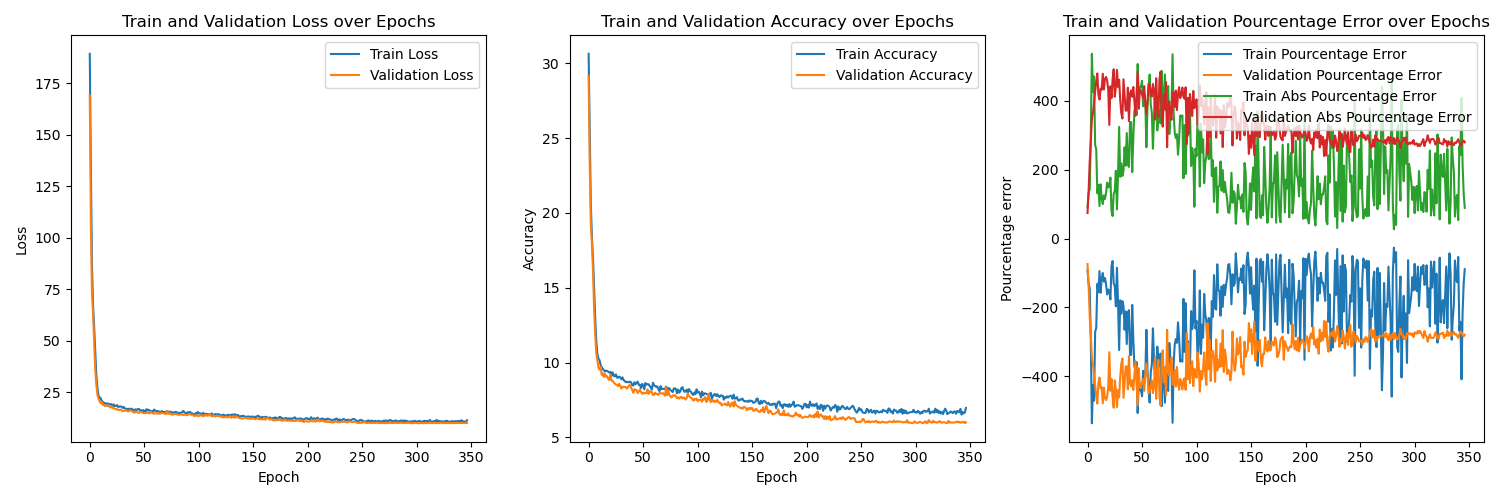 Train and Validation Loss over Epochs
Train Loss
Validation Loss
175
150
125
100
75
50
25
Loss
0
50
100
150
200
250
300
350
Epoch
Train and Validation Accuracy over Epochs
Train Accuracy
Validation Accuracy
30
25
20
15
10
5
Accuracy
0
50
100
150
200
250
300
350
Epoch
Train and Validation Pourcentage Error over Epochs
Train Pourcentage Error
Validation Pourcentage Error
Train Abs Pourcentage Error
Validation Abs Pourcentage Error
400
200
0
−200
−400
Pourcentage error
0
50
100
150
200
250
300
350
Epoch